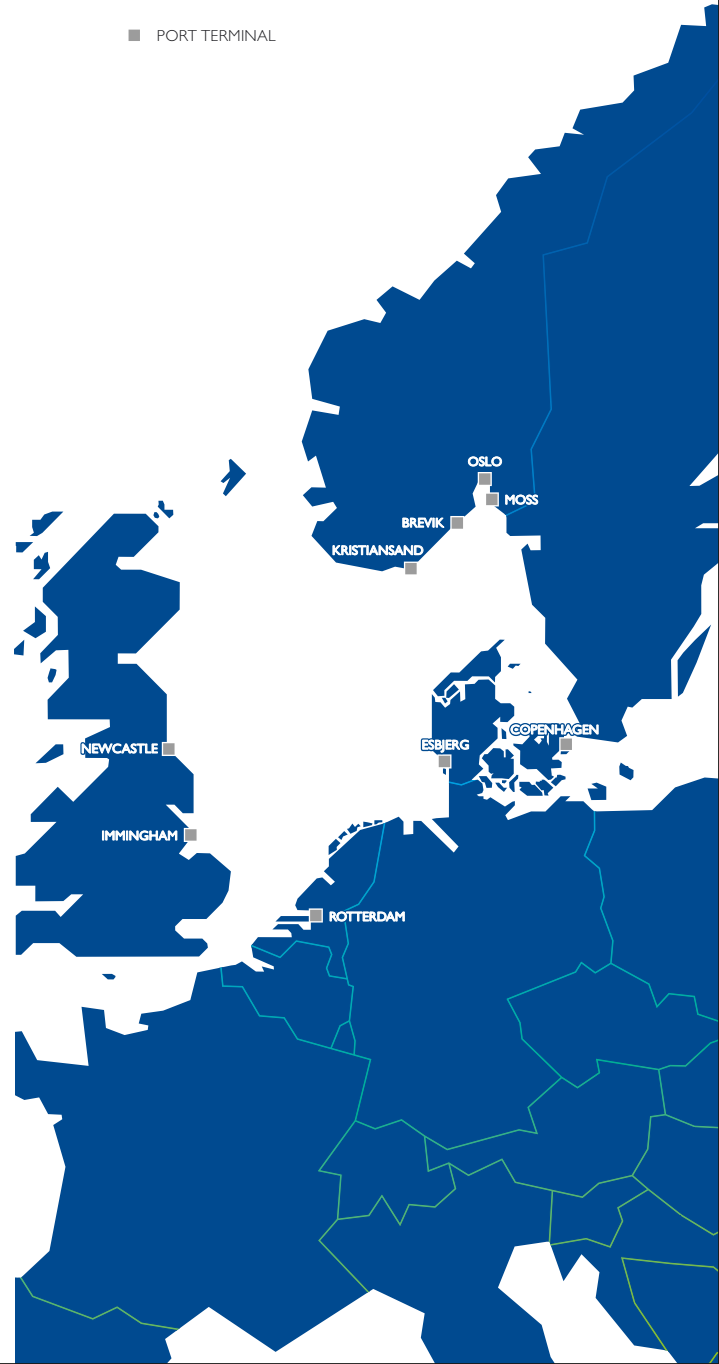 PORT TERMINAL
OSLO
MOSS
BREVIK
KRISTIANSAND
COPENHAGEN
ESBJERG
NEWCASTLE
IMMINGHAM
ROTTERDAM